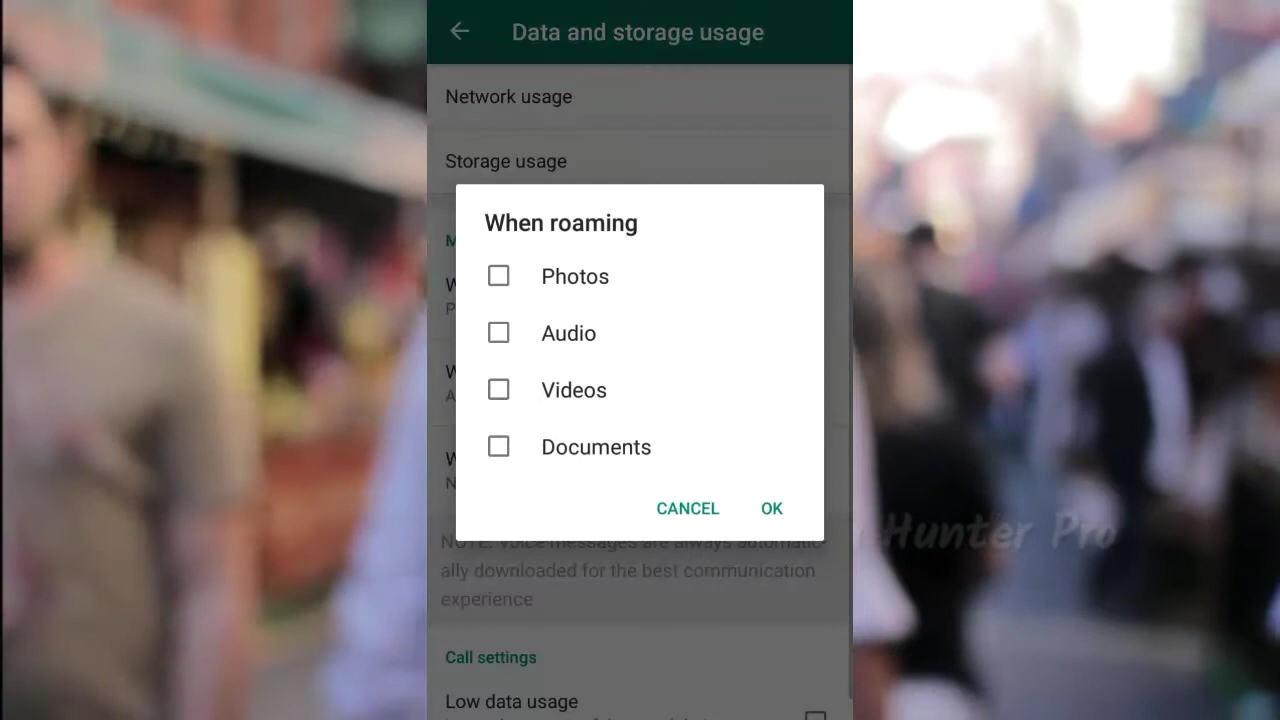 Data and storage usage
Network usage
Storage usage
When roaming
Photos
Audio
Videos
Documents
CANCEL OK
NOTE: Voice messages are always automatic-
ally downloaded for the best communication
experience
Hunter Pro
Call settings
Low data usage